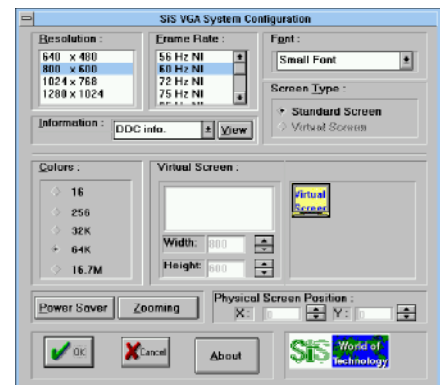 SiS VGA System Configuration
Resolution :
640 x 480
800 x 600
1024 x 768
1280 x 1024
Frame Rate :
56 Hz NI
60 Hz NI
72 Hz NI
75 Hz NI
Font :
Small Font
Screen Type :
Standard Screen
Virtual Screen
Information :
DDC info.
View
Colors :
16
256
32K
64K
16.7M
Virtual Screen :
Width: 800
Height: 600
Virtual
Screen
Power Saver
Zooming
Physical Screen Position :
X: 0
Y: 0
OK
Cancel
About
SiS
World of
Technology